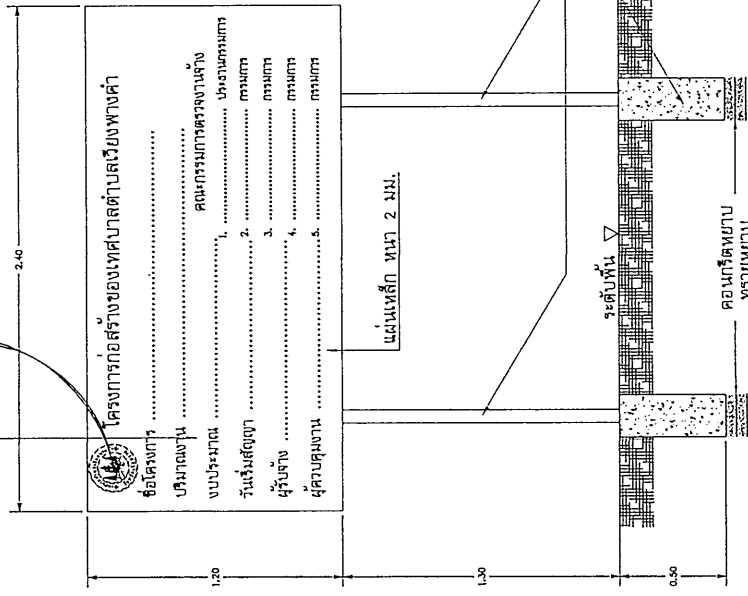 2.40
โครงการก่อสร้างของเทศบาลตำบลเวียงพางคำ
ชื่อโครงการ ............................................
ปริมาณงาน ............................................
คณะกรรมการตรวจงานจ้าง
งบประมาณ ........................ 1. .................... ประธานกรรมการ
วันเริ่มสัญญา ........................ 2. .................... กรรมการ
3. .................... กรรมการ
ผู้รับจ้าง ........................ 4. .................... กรรมการ
ผู้ควบคุมงาน ........................ 5. .................... กรรมการ
1.20
แผ่นเหล็ก หนา 2 มม.
1.30
ระดับพื้น
0.50
คอนกรีตหยาบ
ทรายหยาบ